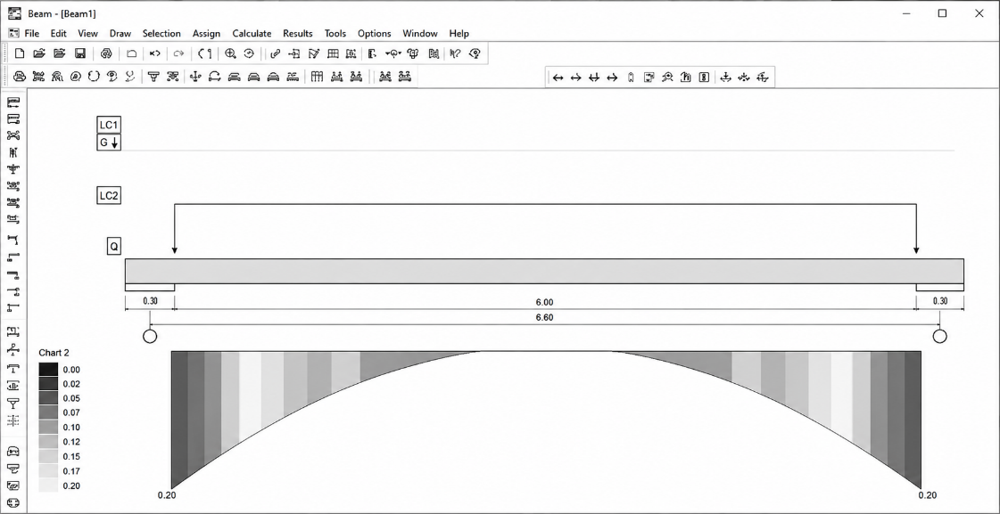 Beam - [Beam1]
File Edit View Draw Selection Assign Calculate Results Tools Options Window Help
LC1
G
LC2
Q
0.30 6.00 0.30
6.60
Chart 2
0.00
0.02
0.05
0.07
0.10
0.12
0.15
0.17
0.20
0.20 0.20